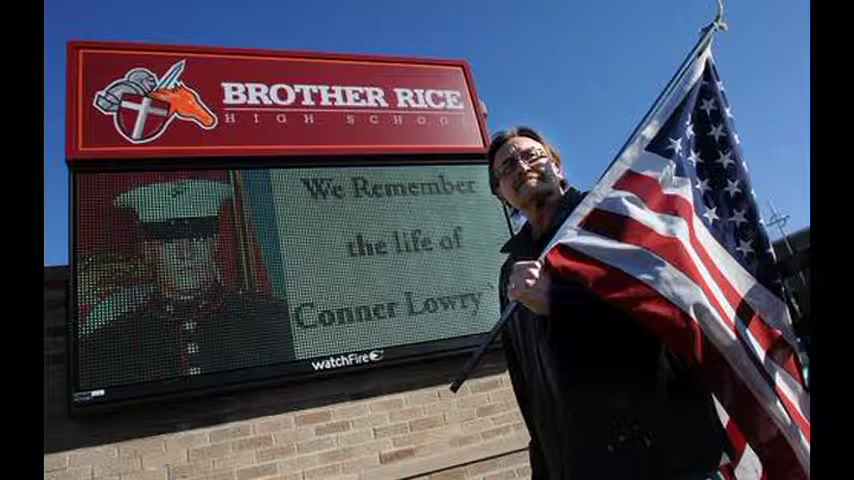 BROTHER RICE
HIGH SCHOOL
We Remember
the life of
Conner Lowry
watchFire